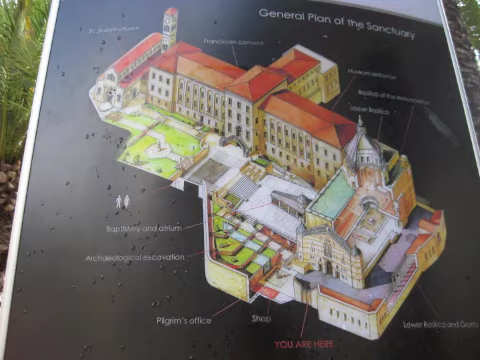 General Plan of the Sanctuary
St. Joseph church
Franciscan convent
Museum entrance
Basilica of the Annunciation
Upper Basilica
Baptistery and atrium
Archaeological excavation
Pilgrim's office
Shop
YOU ARE HERE
Lower Basilica and Grotto